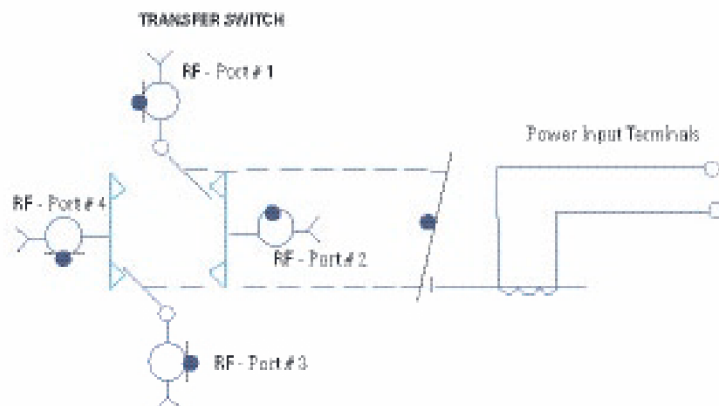 TRANSFER SWITCH
RF - Port # 1
Power Input Terminals
RF - Port # 4
RF - Port # 2
RF - Port # 3